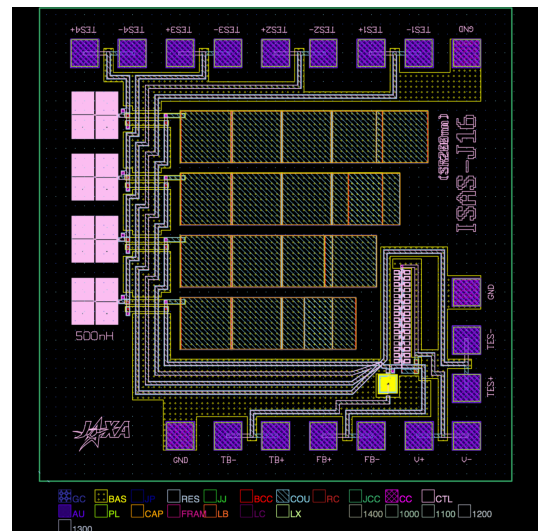 TES4+ TES4- TES3+ TES3- TES2+ TES2- TES1+ TES1- GND
ISAS-J16
500nH
GND
TES-
TES+
JAXA
GND TB- TB+ FB+ FB- V+ V-
GC BAS JP RES JJ BCC COU RC JCC CC CTL
AU PL CAP FRAM LB LC LX 1400 1000 1100 1200
1300